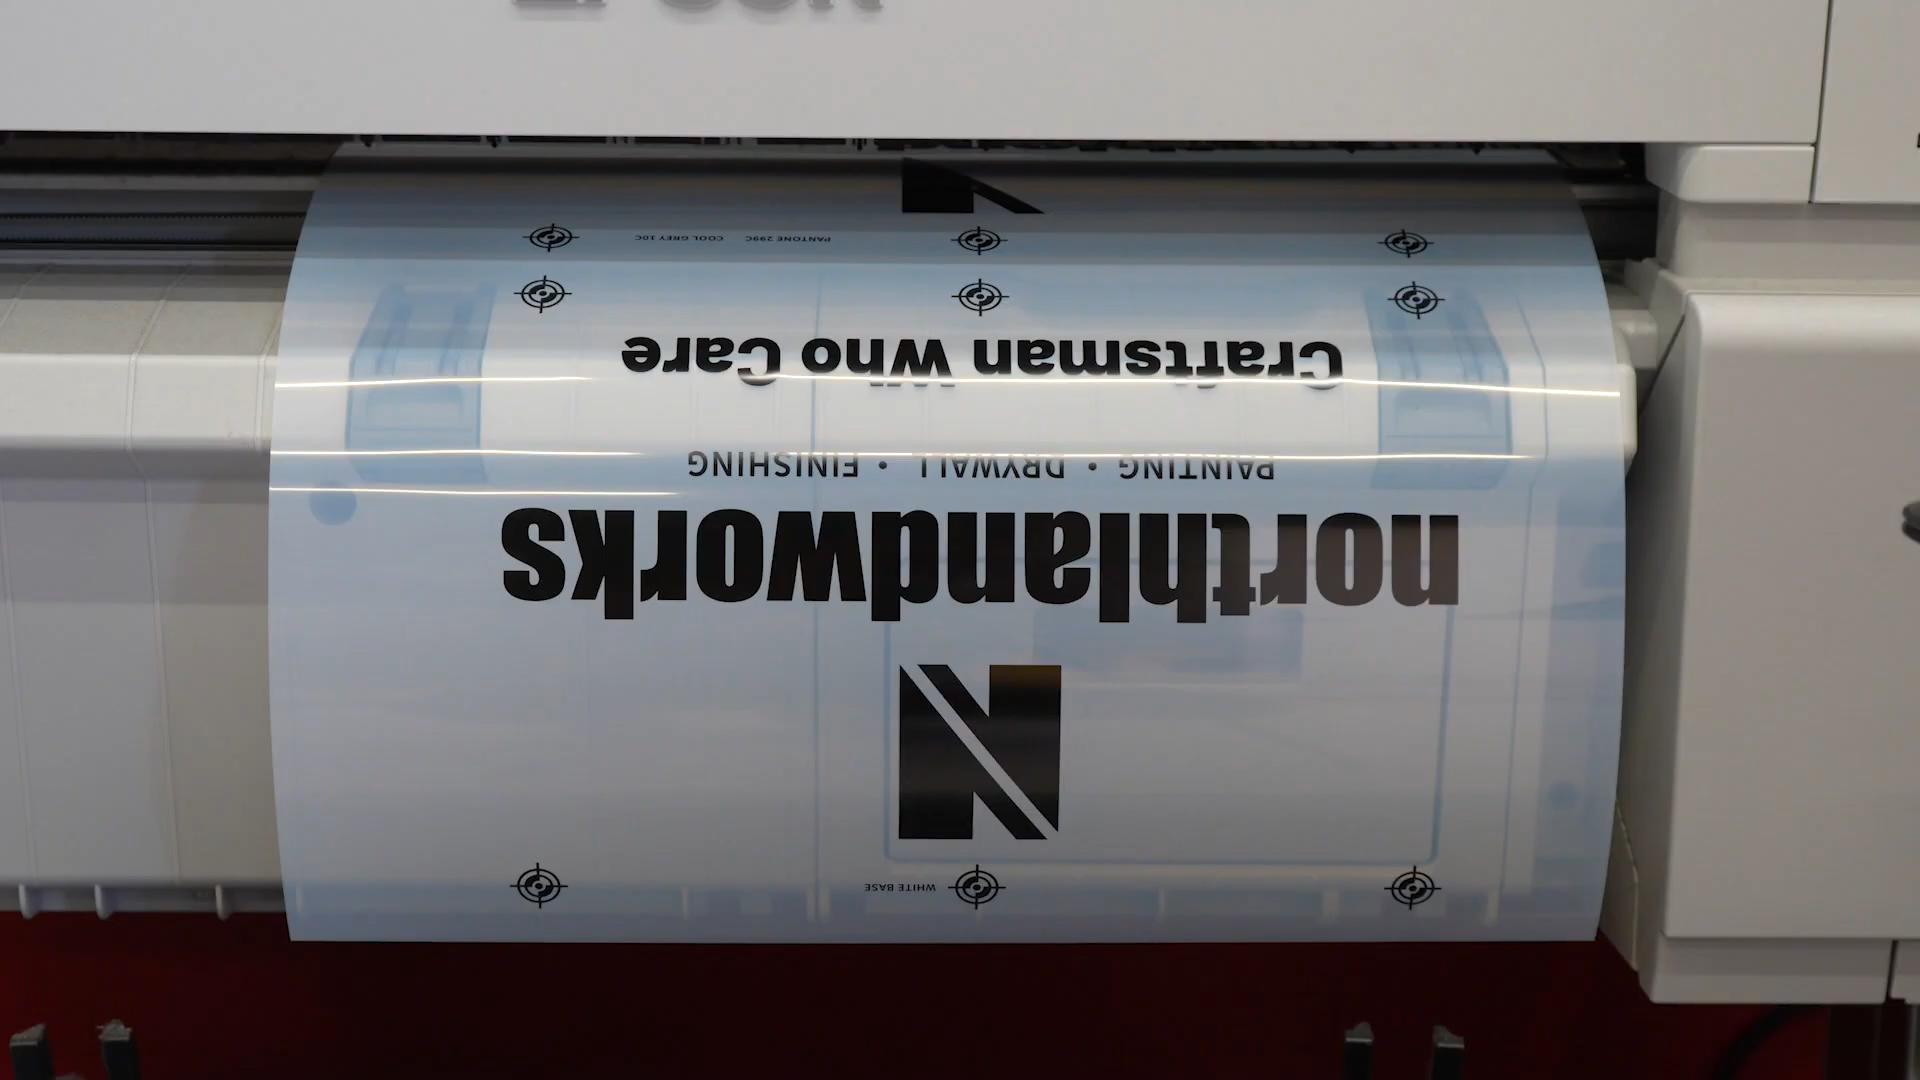 WHITE BASE
N
northlandworks
PAINTING • DRYWALL • FINISHING
Craftsman Who Care
PANTONE 299C COOL GREY 10C